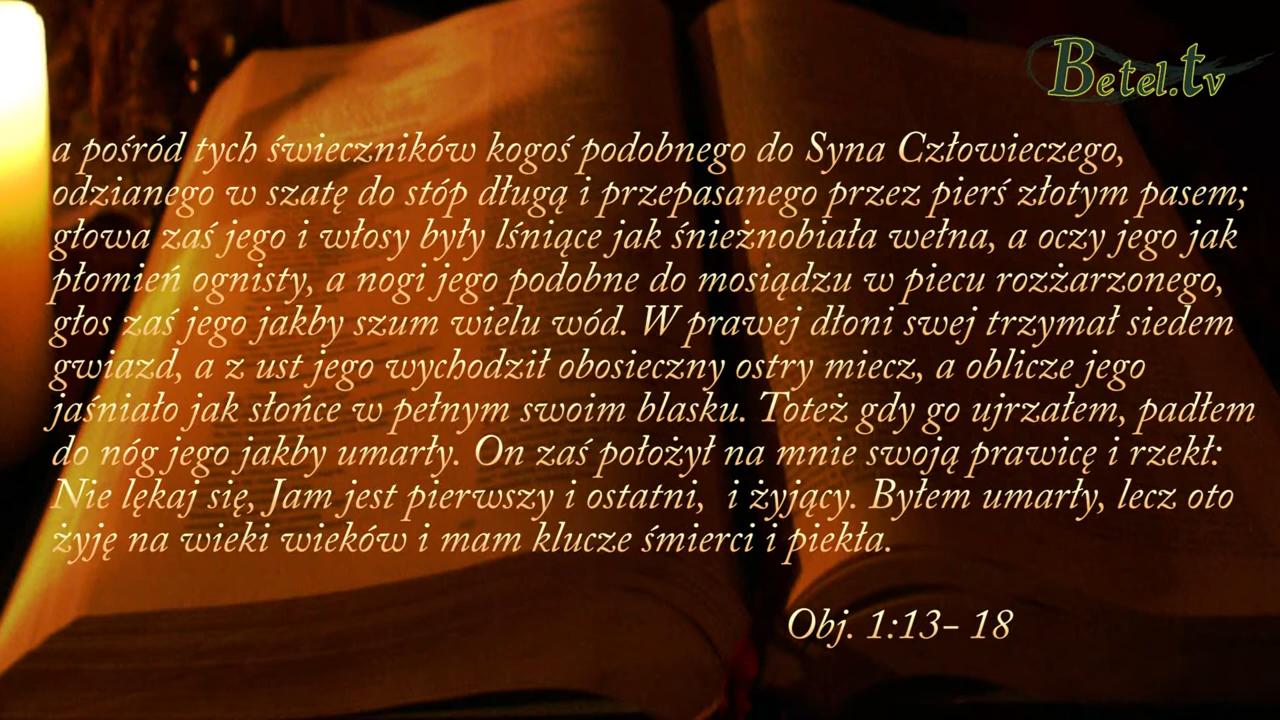 Betel.tv
a pośród tych świeczników kogoś podobnego do Syna Człowieczego,
odzianego w szatę do stóp długą i przepasanego przez pierś złotym pasem;
głowa zaś jego i włosy były lśniące jak śnieżnobiała wełna, a oczy jego jak
płomień ognisty, a nogi jego podobne do mosiądzu w piecu rozżarzonego,
głos zaś jego jakby szum wielu wód. W prawej dłoni swej trzymał siedem
gwiazd, a z ust jego wychodził obosieczny ostry miecz, a oblicze jego
jaśniało jak słońce w pełnym swoim blasku. Toteż gdy go ujrzałem, padłem
do nóg jego jakby umarły. On zaś położył na mnie swoją prawicę i rzekł:
Nie lękaj się, Jam jest pierwszy i ostatni,  i żyjący. Byłem umarły, lecz oto
żyję na wieki wieków i mam klucze śmierci i piekła.
Obj. 1:13- 18